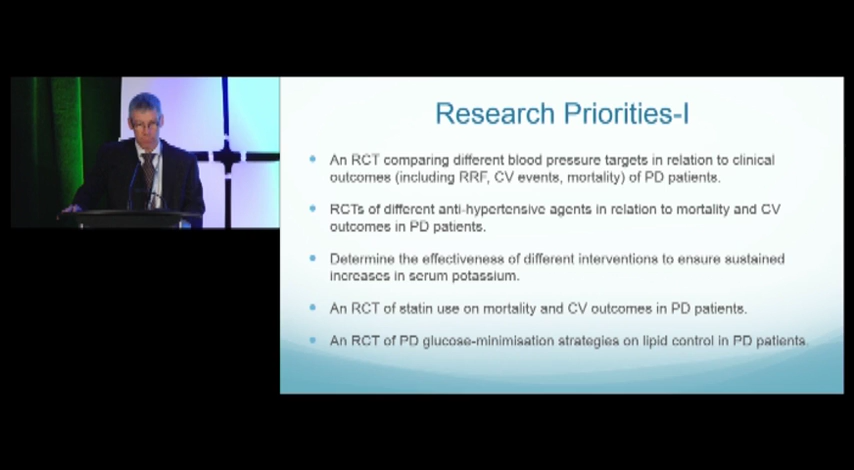 Research Priorities-I
• An RCT comparing different blood pressure targets in relation to clinical
outcomes (including RRF, CV events, mortality) of PD patients.
• RCTs of different anti-hypertensive agents in relation to mortality and CV
outcomes in PD patients.
• Determine the effectiveness of different interventions to ensure sustained
increases in serum potassium.
• An RCT of statin use on mortality and CV outcomes in PD patients.
• An RCT of PD glucose-minimisation strategies on lipid control in PD patients.